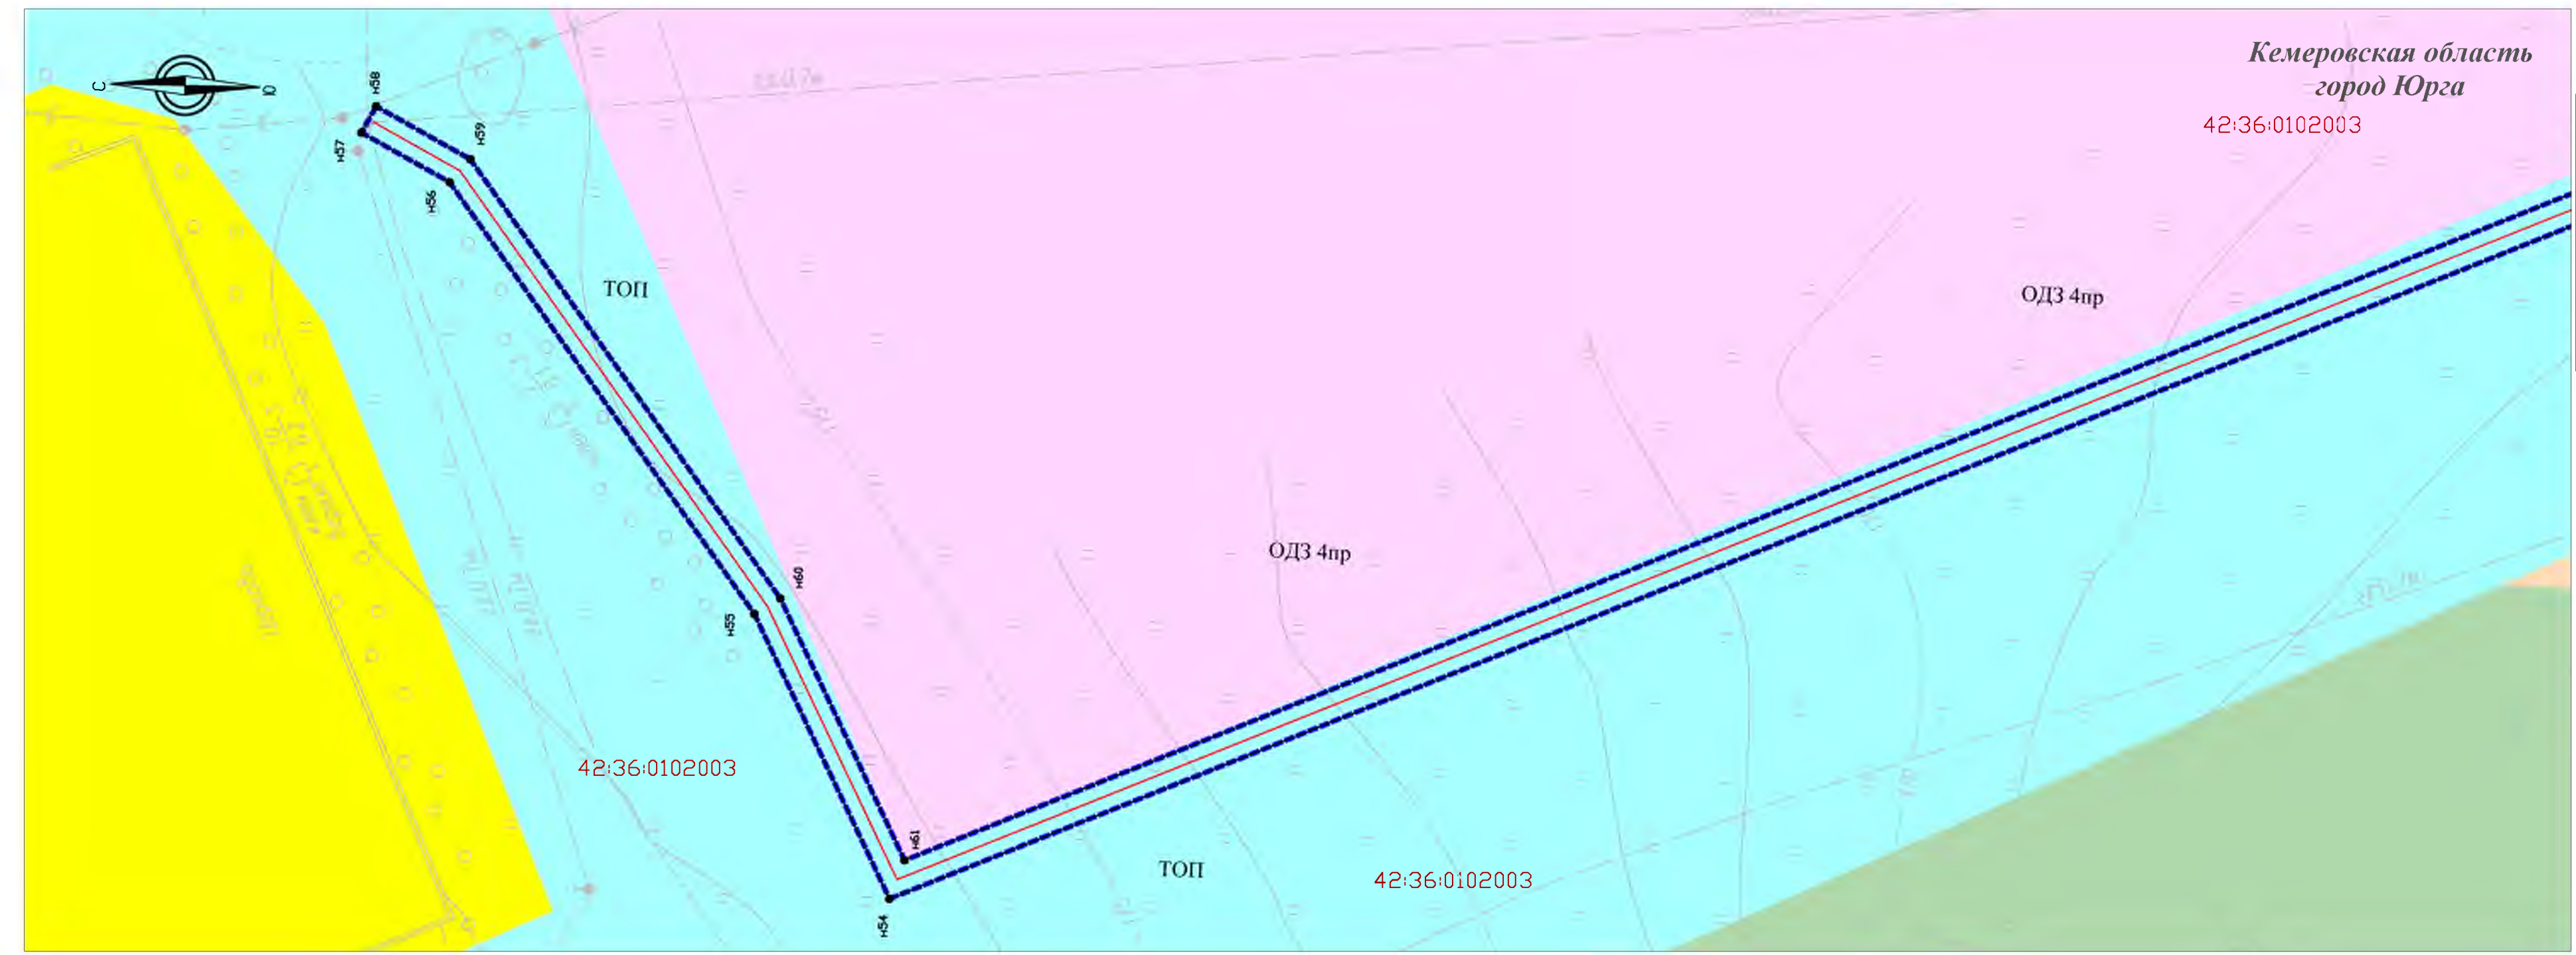 Кемеровская область
город Юрга
42:36:0102003
С
Ю
н58
н59
н57
н56
ТОП
ОДЗ 4пр
ОДЗ 4пр
н60
н55
42:36:0102003
н61
ТОП
42:36:0102003
н54